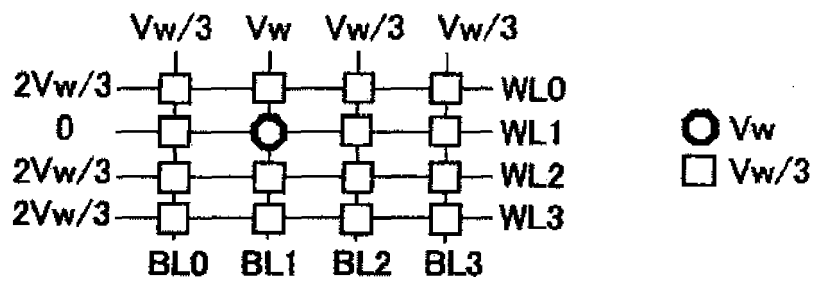 Vw/3 Vw Vw/3 Vw/3
2Vw/3 WL0
0 WL1 Vw
2Vw/3 WL2 Vw/3
2Vw/3 WL3
BL0 BL1 BL2 BL3